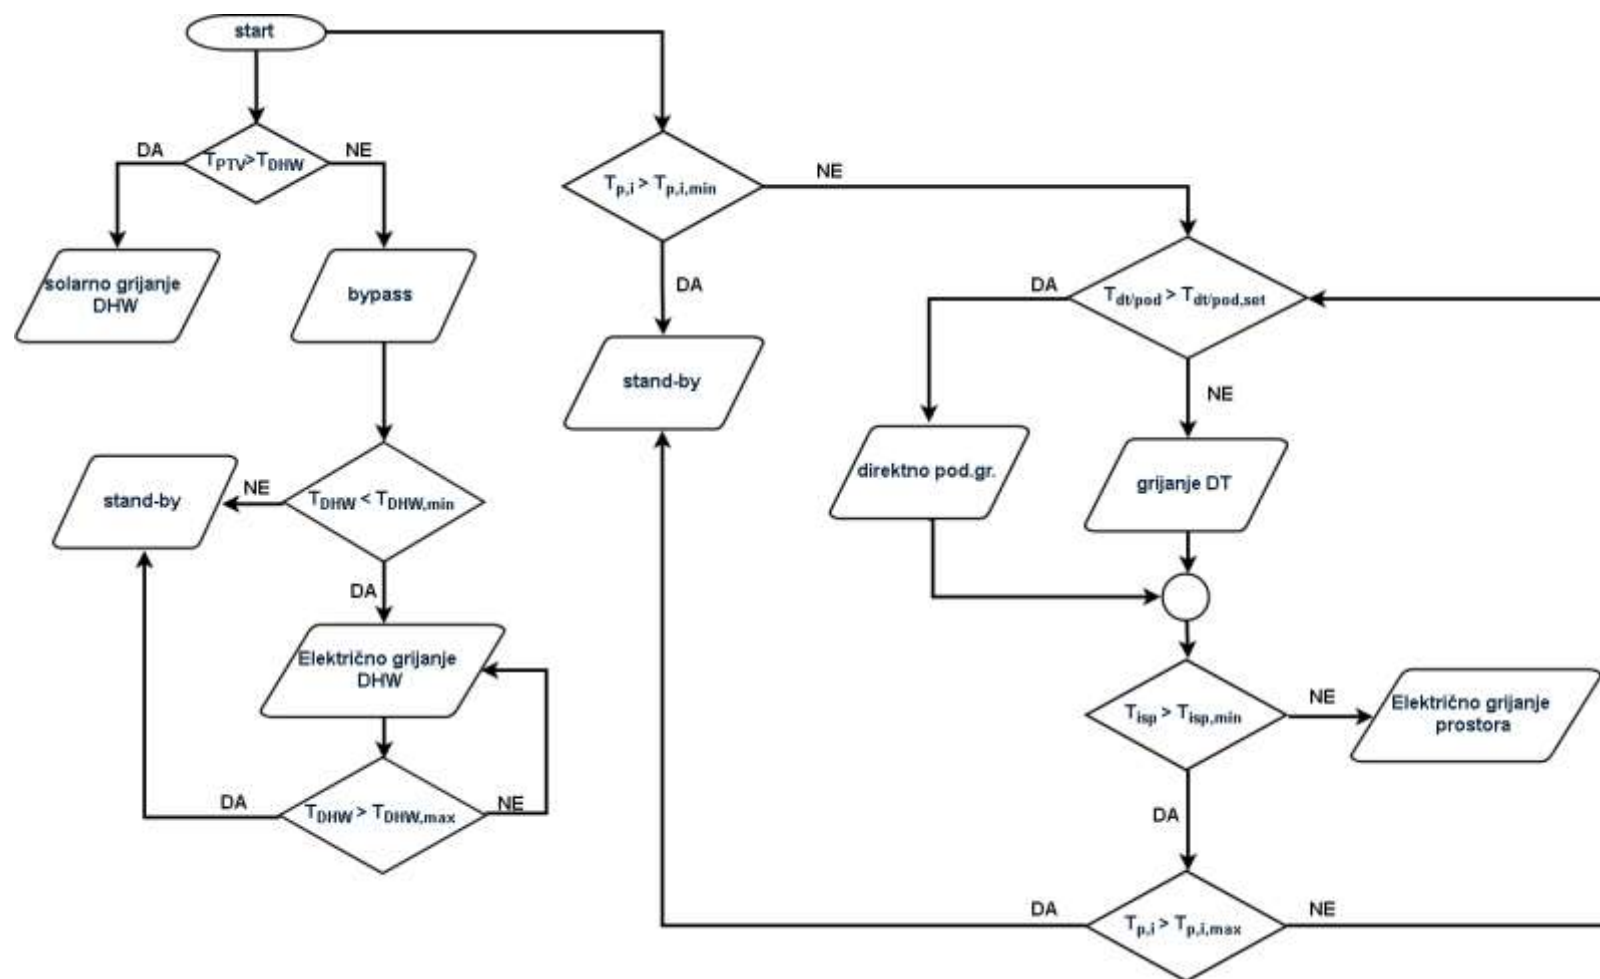 start
DA
T_PTV>T_DHW
NE
T_p,i > T_p,i,min
NE
solarno grijanje
DHW
bypass
DA
DA
T_dt/pod > T_dt/pod,set
stand-by
NE
stand-by
NE
T_DHW < T_DHW,min
direktno pod.gr.
grijanje DT
DA
Električno grijanje
DHW
T_isp > T_isp,min
NE
Električno grijanje
prostora
DA
T_DHW > T_DHW,max
NE
DA
DA
T_p,i > T_p,i,max
NE